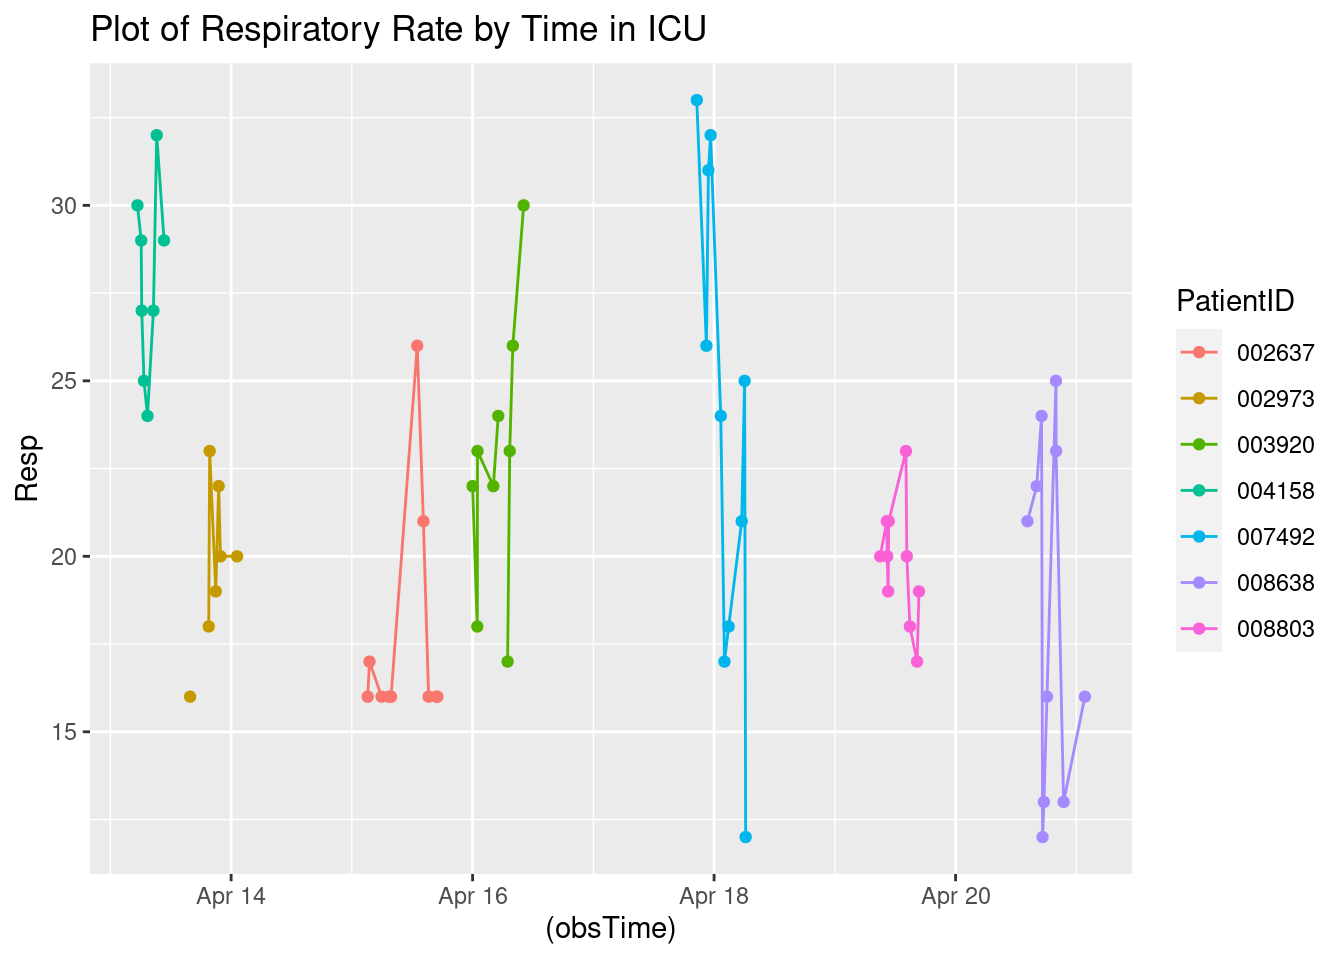 Plot of Respiratory Rate by Time in ICU
Resp
30
25
20
15
Apr 14
Apr 16
Apr 18
Apr 20
(obsTime)
PatientID
002637
002973
003920
004158
007492
008638
008803